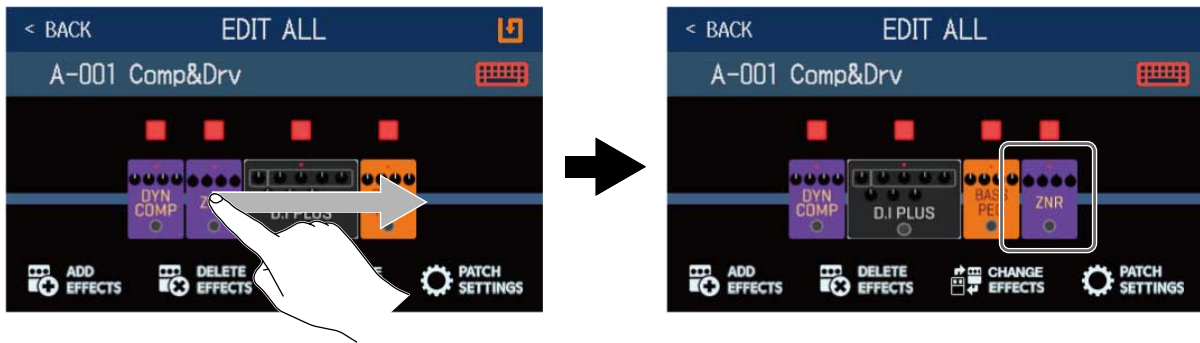 < BACK EDIT ALL
A-001 Comp&Drv
DYN
COMP
D.I PLUS
ADD
EFFECTS
DELETE
EFFECTS
PATCH
SETTINGS
< BACK EDIT ALL
A-001 Comp&Drv
DYN
COMP
D.I PLUS
BASS
PEQ
ZNR
ADD
EFFECTS
DELETE
EFFECTS
CHANGE
EFFECTS
PATCH
SETTINGS